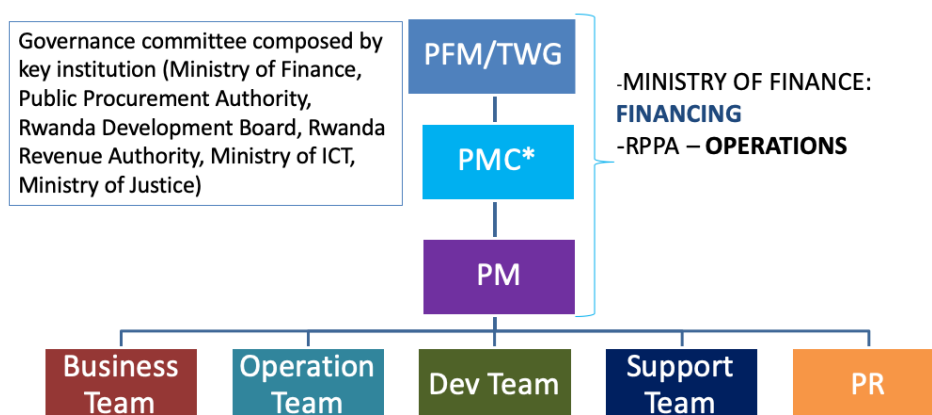 Governance committee composed by
key institution (Ministry of Finance,
Public Procurement Authority,
Rwanda Development Board, Rwanda
Revenue Authority, Ministry of ICT,
Ministry of Justice)
PFM/TWG
PMC*
PM
-MINISTRY OF FINANCE:
FINANCING
-RPPA – OPERATIONS
Business
Team
Operation
Team
Dev Team
Support
Team
PR